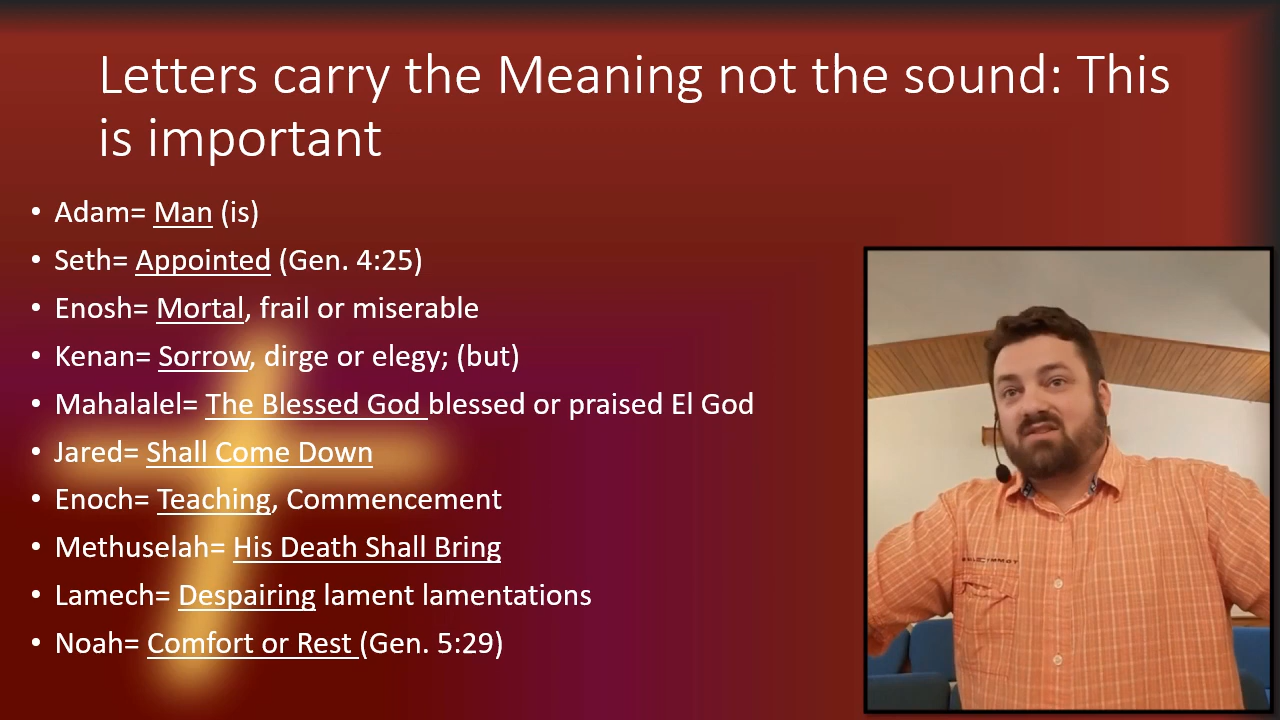 Letters carry the Meaning not the sound: This
is important
• Adam= Man (is)
• Seth= Appointed (Gen. 4:25)
• Enosh= Mortal, frail or miserable
• Kenan= Sorrow, dirge or elegy; (but)
• Mahalalel= The Blessed God blessed or praised El God
• Jared= Shall Come Down
• Enoch= Teaching, Commencement
• Methuselah= His Death Shall Bring
• Lamech= Despairing lament lamentations
• Noah= Comfort or Rest (Gen. 5:29)